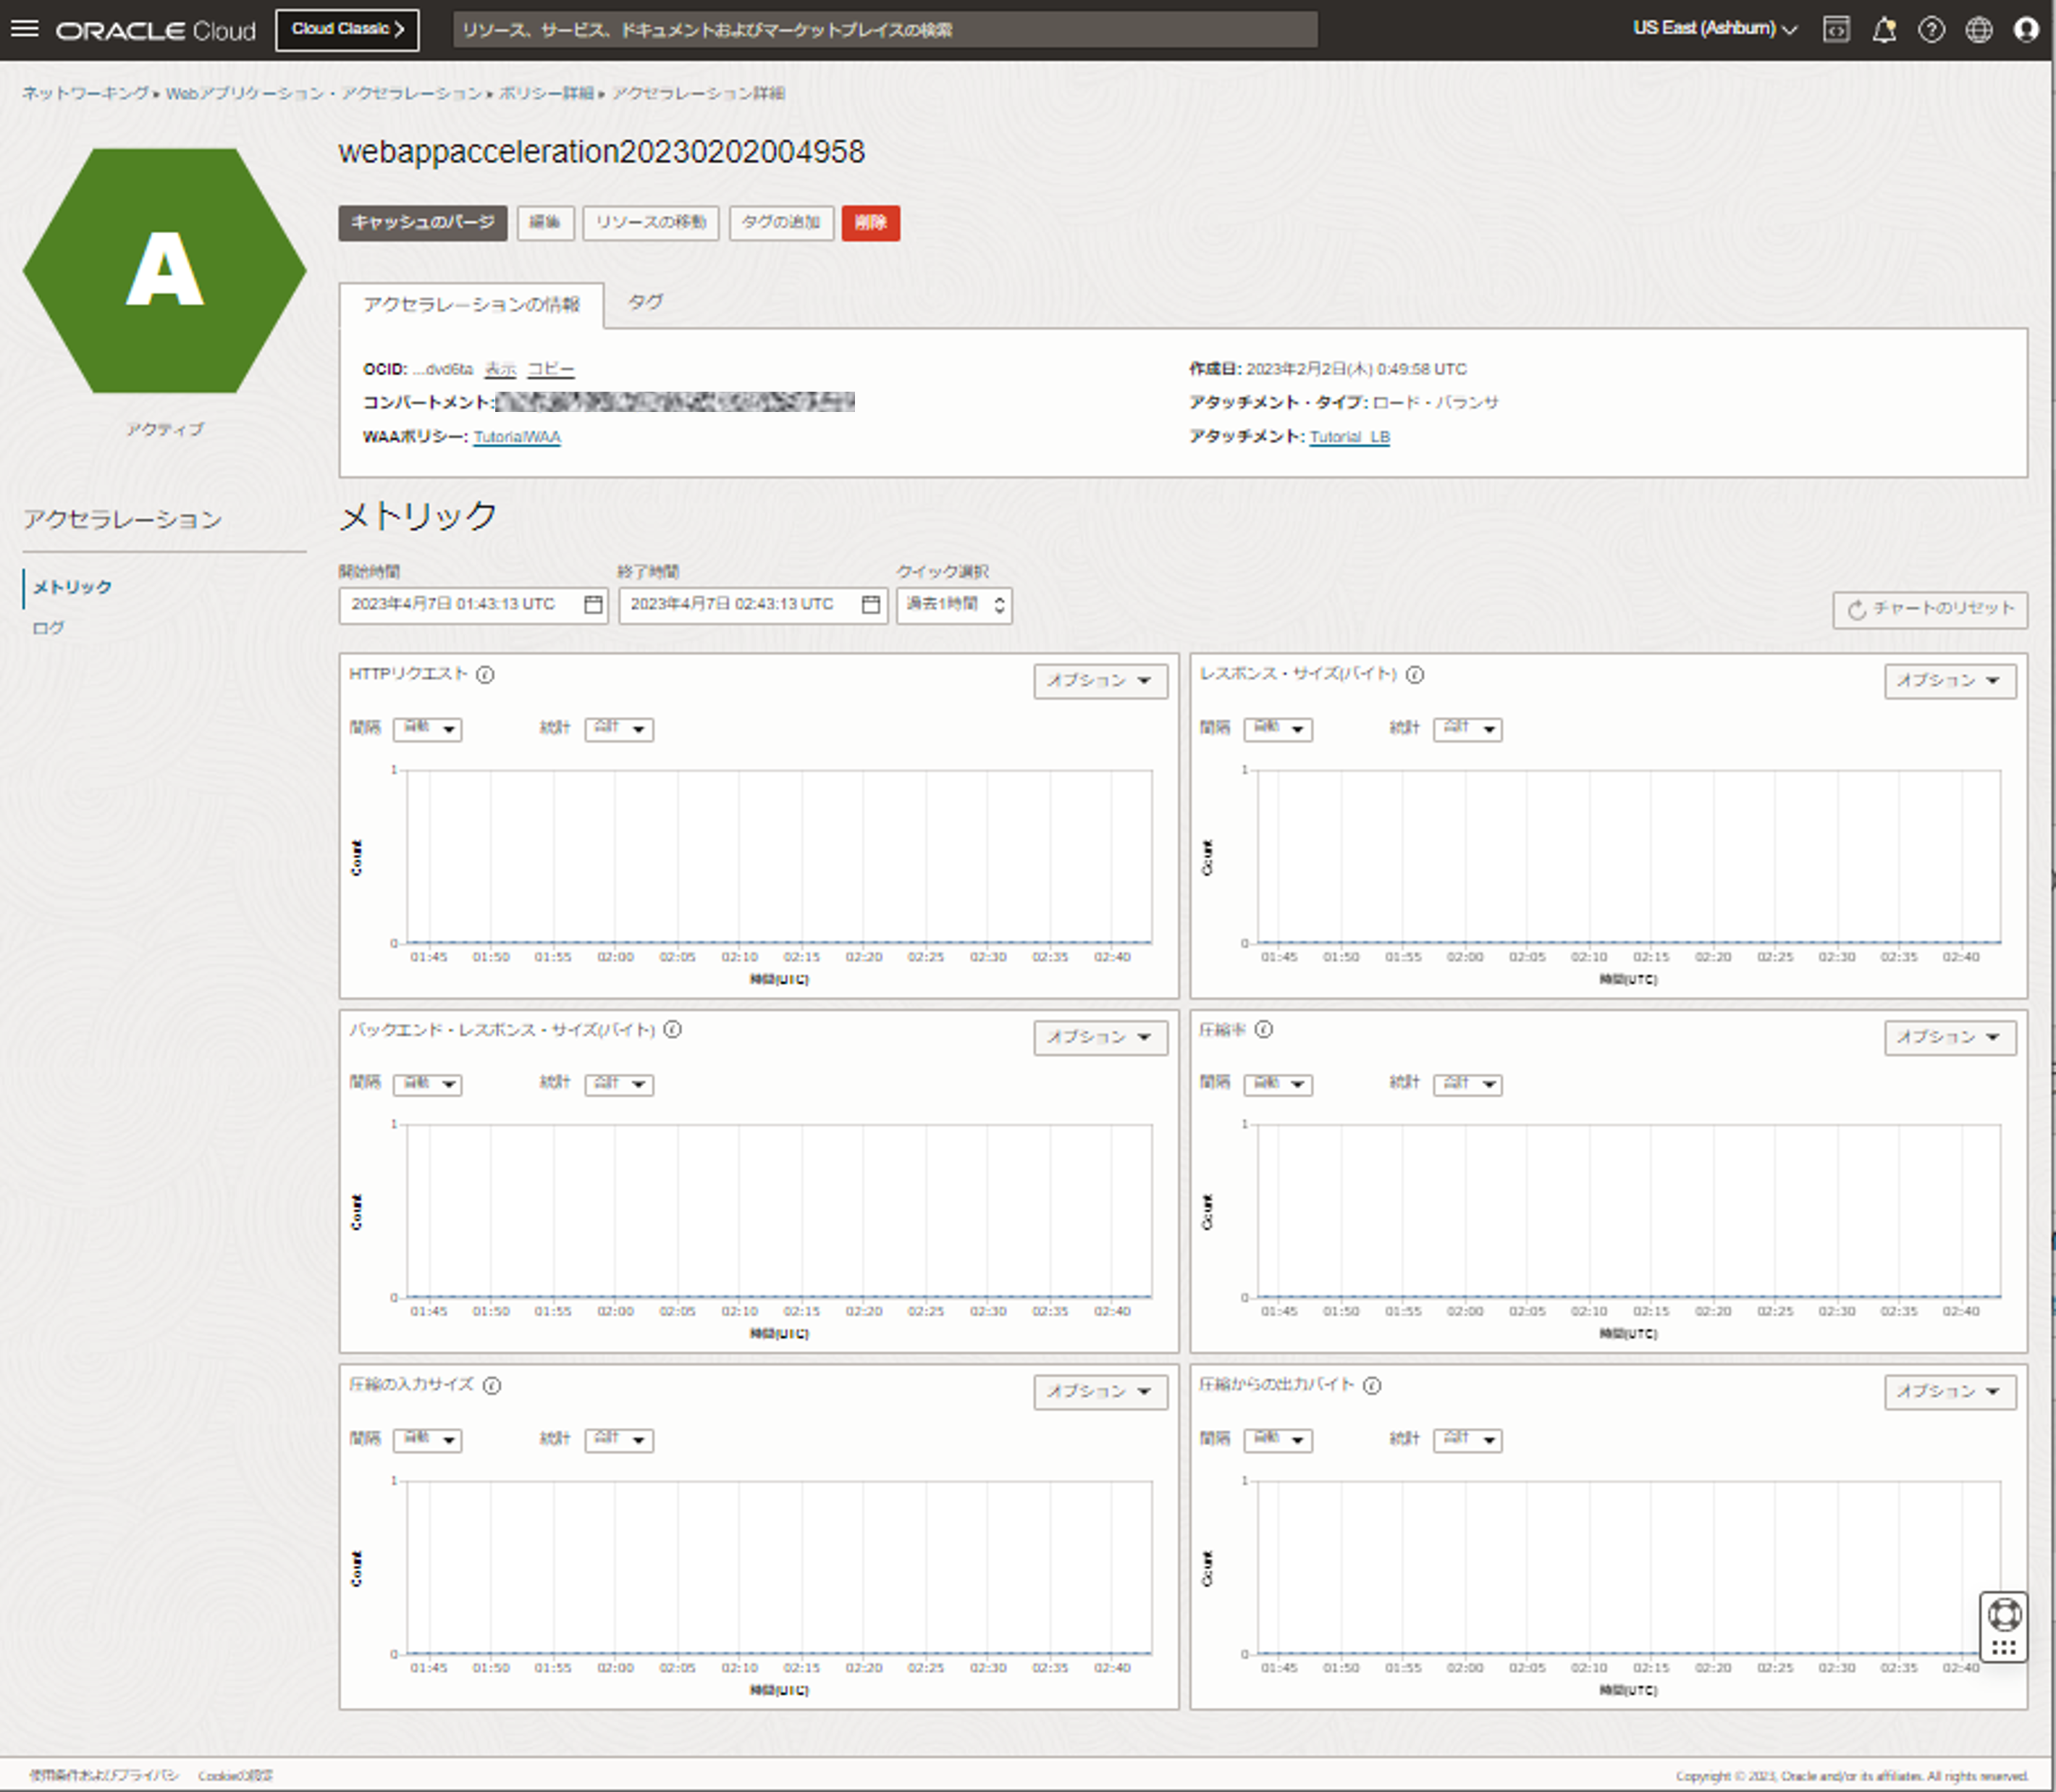 ORACLE Cloud Cloud Classic リソース、サービス、ドキュメントおよびマーケットプレイスの検索 US East (Ashburn)
ネットワーキング » Webアプリケーション・アクセラレーション » ポリシー詳細 » アクセラレーション詳細
A
アクティブ
webappacceleration20230202004958
キャッシュのパージ 編集 リソースの移動 タグの追加 削除
アクセラレーションの情報 タグ
OCID: ...dvd6ta 表示 コピー
コンパートメント:
WAAポリシー: TutorialWAA
作成日: 2023年2月2日(木) 0:49:58 UTC
アタッチメント・タイプ: ロード・バランサ
アタッチメント: Tutorial_LB
アクセラレーション
メトリック
ログ
メトリック
開始時間 終了時間 クイック選択
2023年4月7日 01:43:13 UTC 2023年4月7日 02:43:13 UTC 過去1時間 チャートのリセット
HTTPリクエスト オプション
間隔 自動 統計 合計
1
Count
0
01:45 01:50 01:55 02:00 02:05 02:10 02:15 02:20 02:25 02:30 02:35 02:40
時間(UTC)
レスポンス・サイズ(バイト) オプション
間隔 自動 統計 合計
1
Count
0
01:45 01:50 01:55 02:00 02:05 02:10 02:15 02:20 02:25 02:30 02:35 02:40
時間(UTC)
バックエンド・レスポンス・サイズ(バイト) オプション
間隔 自動 統計 合計
1
Count
0
01:45 01:50 01:55 02:00 02:05 02:10 02:15 02:20 02:25 02:30 02:35 02:40
時間(UTC)
圧縮率 オプション
間隔 自動 統計 合計
1
Count
0
01:45 01:50 01:55 02:00 02:05 02:10 02:15 02:20 02:25 02:30 02:35 02:40
時間(UTC)
圧縮の入力サイズ オプション
間隔 自動 統計 合計
1
Count
0
01:45 01:50 01:55 02:00 02:05 02:10 02:15 02:20 02:25 02:30 02:35 02:40
時間(UTC)
圧縮からの出力バイト オプション
間隔 自動 統計 合計
1
Count
0
01:45 01:50 01:55 02:00 02:05 02:10 02:15 02:20 02:25 02:30 02:35 02:40
時間(UTC)
使用条件およびプライバシ Cookieの設定 Copyright © 2023, Oracle and/or its affiliates. All rights reserved.